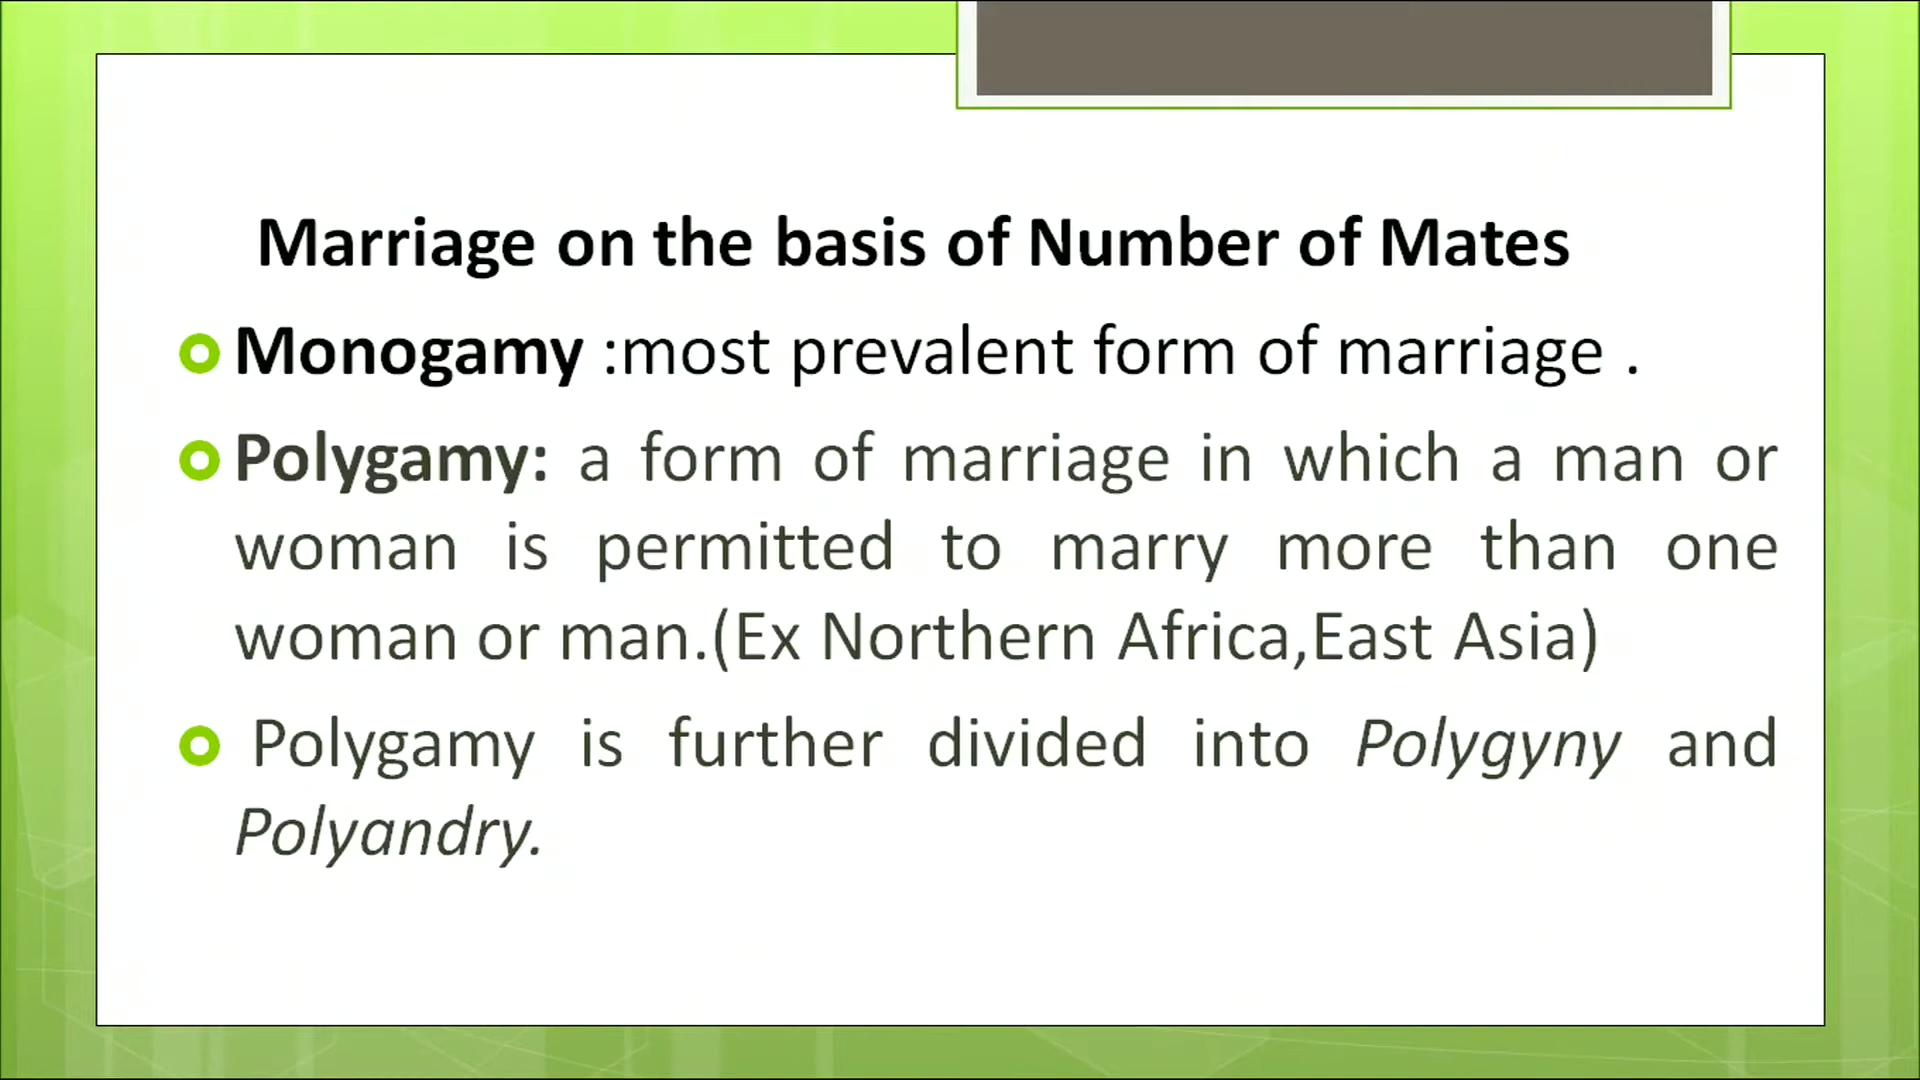 Marriage on the basis of Number of Mates
Monogamy :most prevalent form of marriage .
Polygamy: a form of marriage in which a man or
woman is permitted to marry more than one
woman or man.(Ex Northern Africa,East Asia)
Polygamy is further divided into Polygyny and
Polyandry.